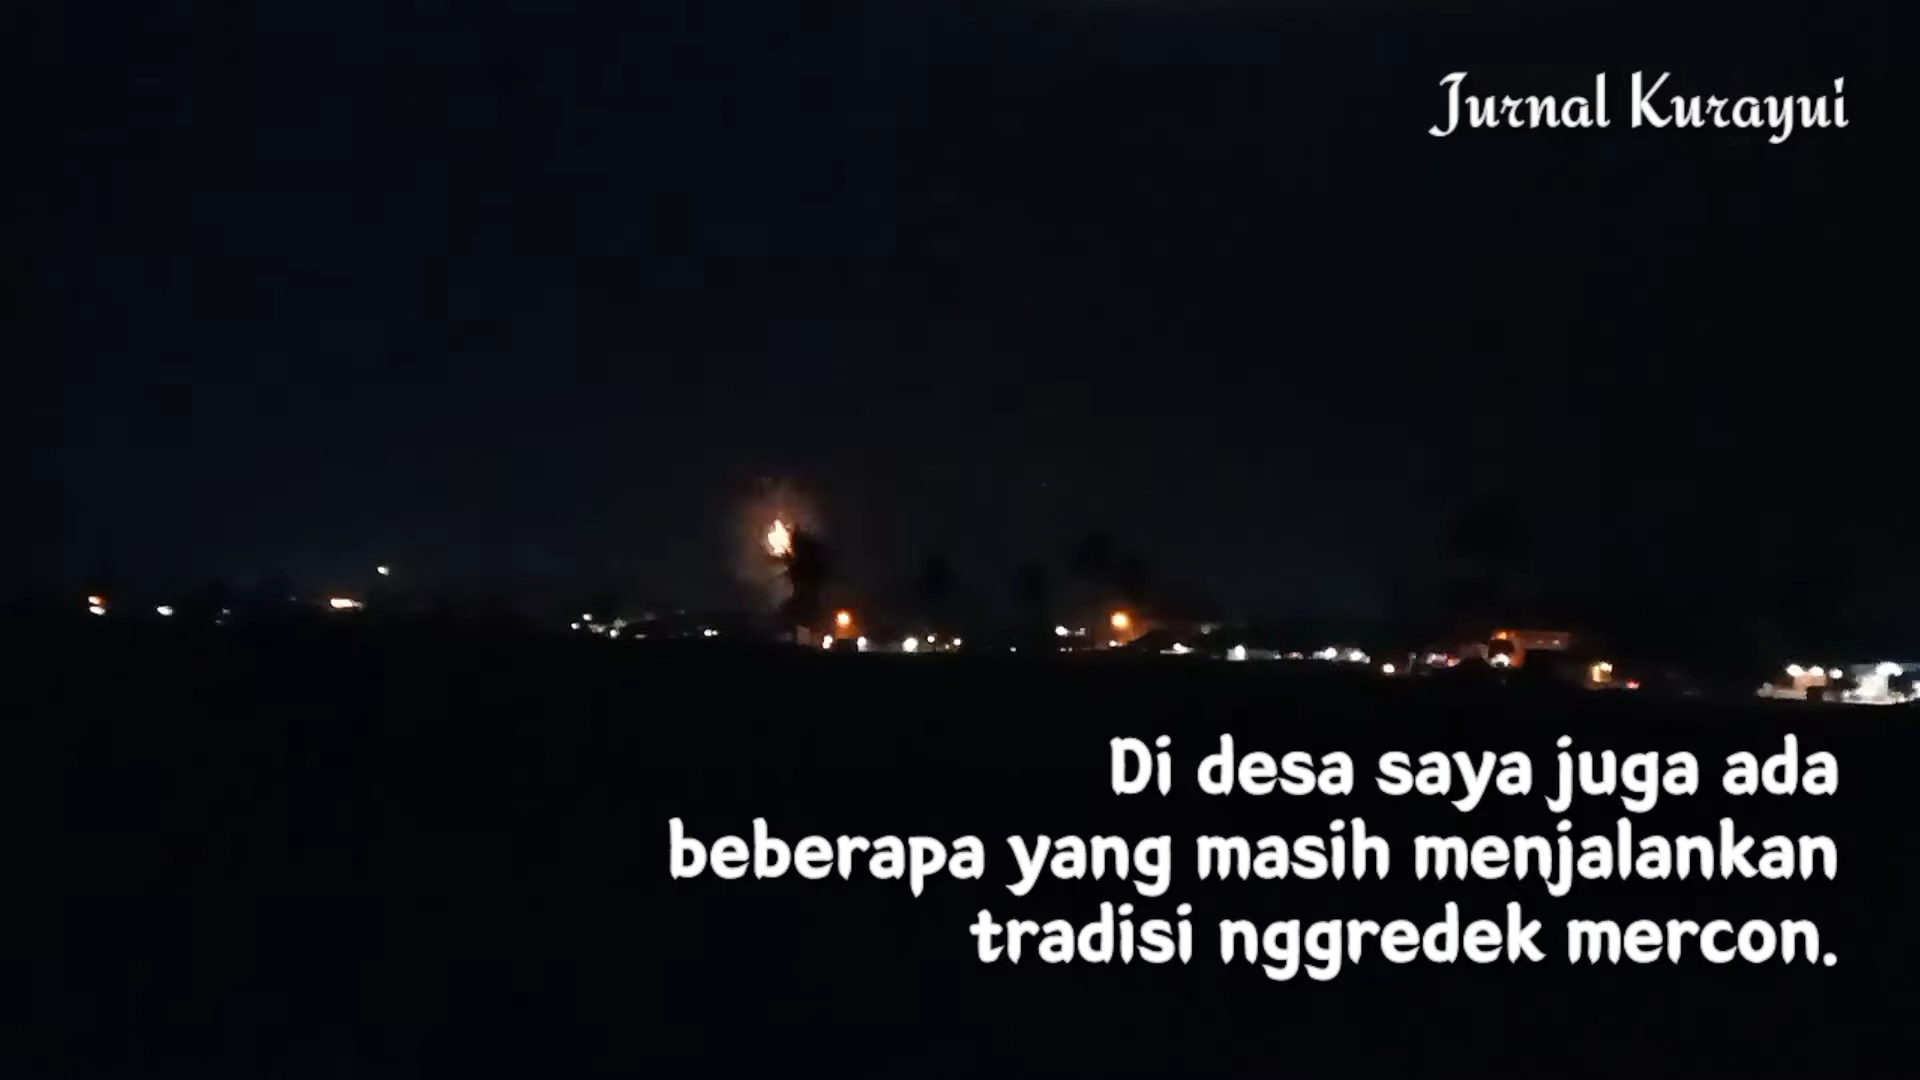 Jurnal Kurayui
Di desa saya juga ada
beberapa yang masih menjalankan
tradisi nggredek mercon.